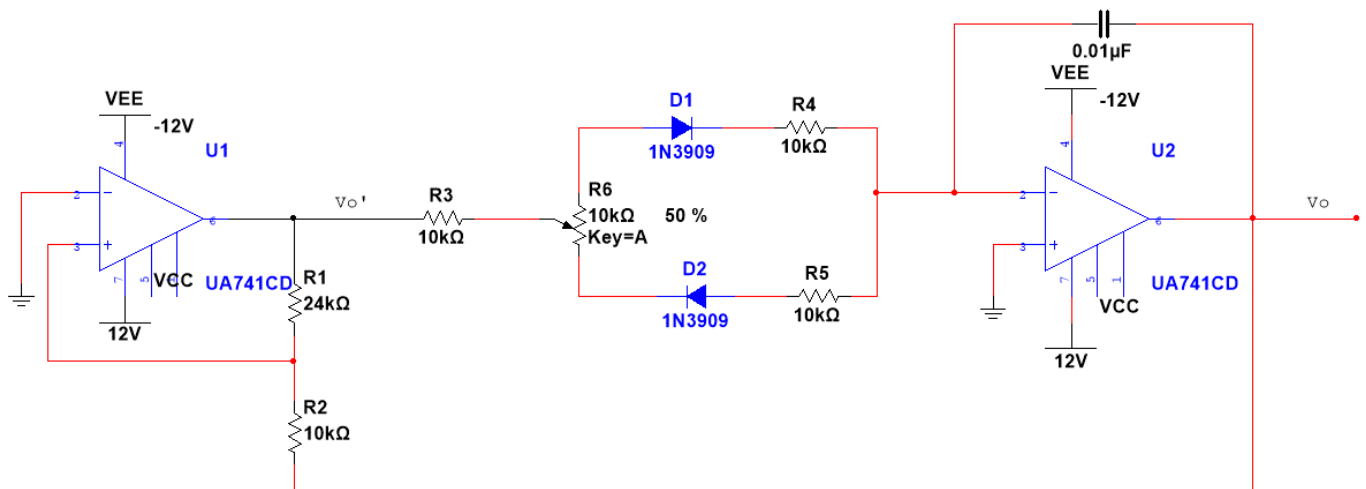 VEE
-12V
4
U1
2
3
6
7
5
1
VCC
UA741CD
12V
Vo'
R1
24kΩ
R2
10kΩ
R3
10kΩ
R6
10kΩ
Key=A
50 %
D1
1N3909
R4
10kΩ
D2
1N3909
R5
10kΩ
0.01µF
VEE
-12V
4
U2
2
3
6
7
5
1
VCC
UA741CD
12V
Vo